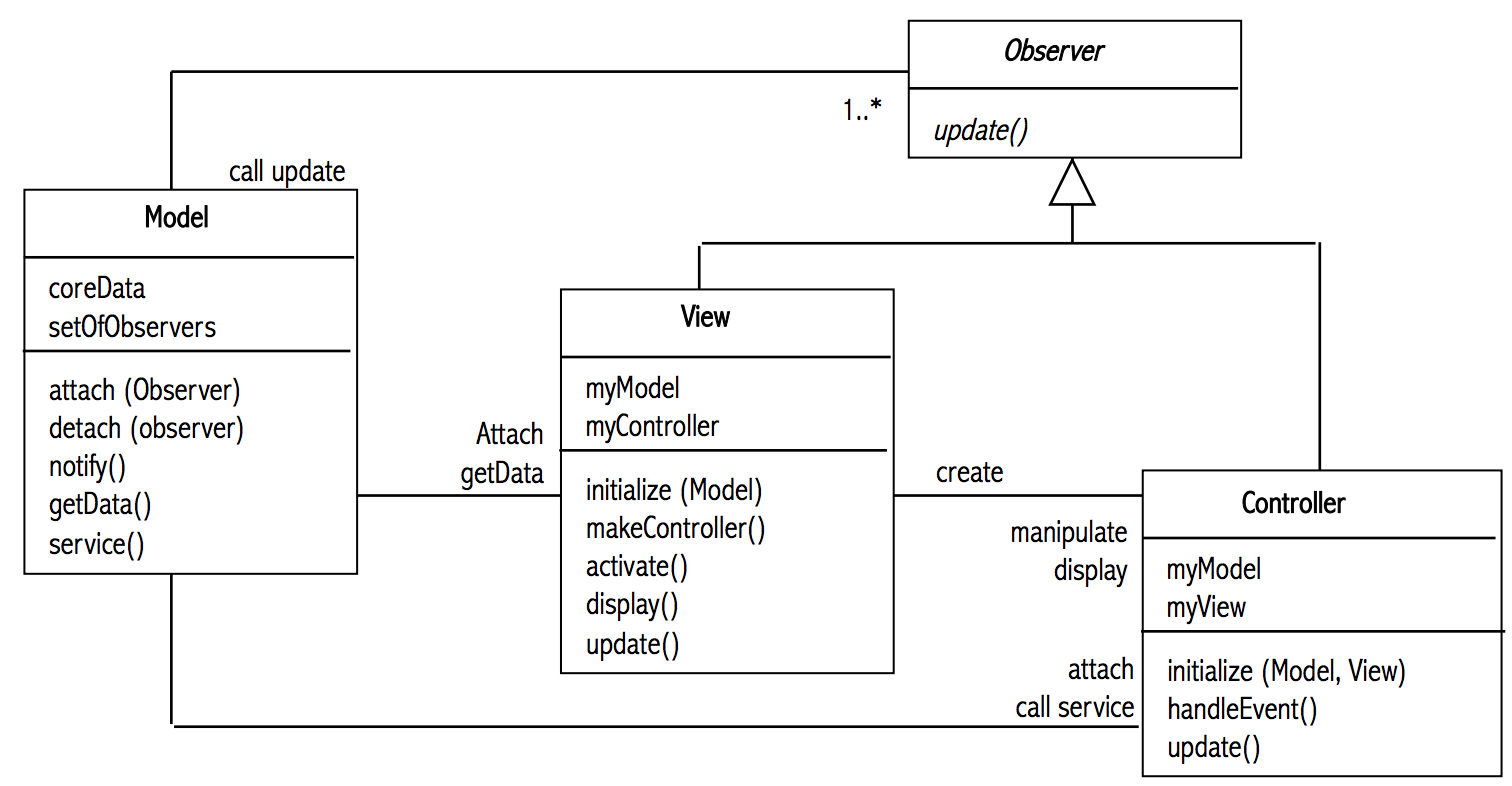 Observer
update()
1..*
call update
Model
coreData
setOfObservers
attach (Observer)
detach (observer)
notify()
getData()
service()
Attach
getData
View
myModel
myController
initialize (Model)
makeController()
activate()
display()
update()
create
manipulate
display
attach
call service
Controller
myModel
myView
initialize (Model, View)
handleEvent()
update()